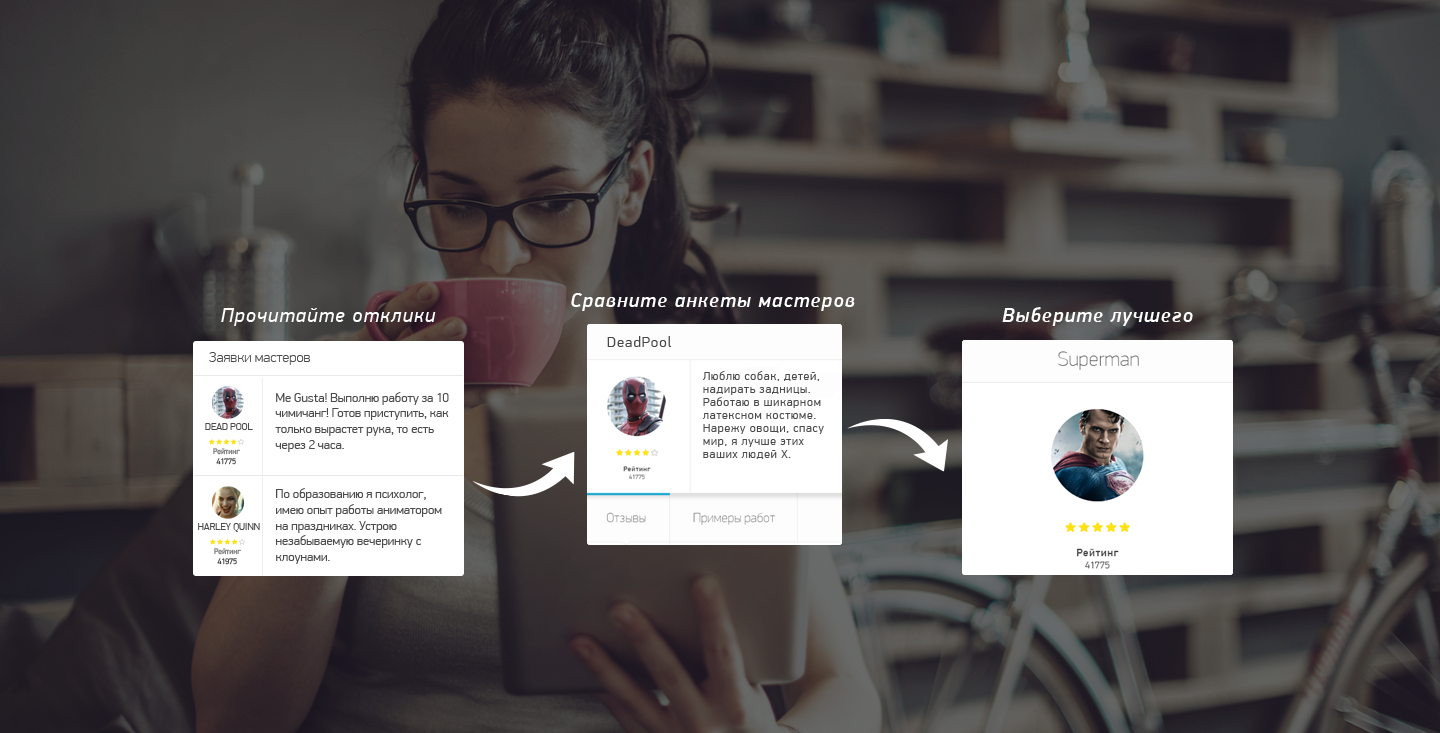 Прочитайте отклики
Заявки мастеров
DEAD POOL
Рейтинг
41775
Me Gusta! Выполню работу за 10
чимичанг! Готов приступить, как
только вырастет рука, то есть
через 2 часа.
HARLEY QUINN
Рейтинг
41975
По образованию я психолог,
имею опыт работы аниматором
на праздниках. Устрою
незабываемую вечеринку с
клоунами.
Сравните анкеты мастеров
DeadPool
Рейтинг
41775
Люблю собак, детей,
надирать задницы.
Работаю в шикарном
латексном костюме.
Нарежу овощи, спасу
мир, я лучше этих
ваших людей X.
Отзывы
Примеры работ
Выберите лучшего
Superman
Рейтинг
41775